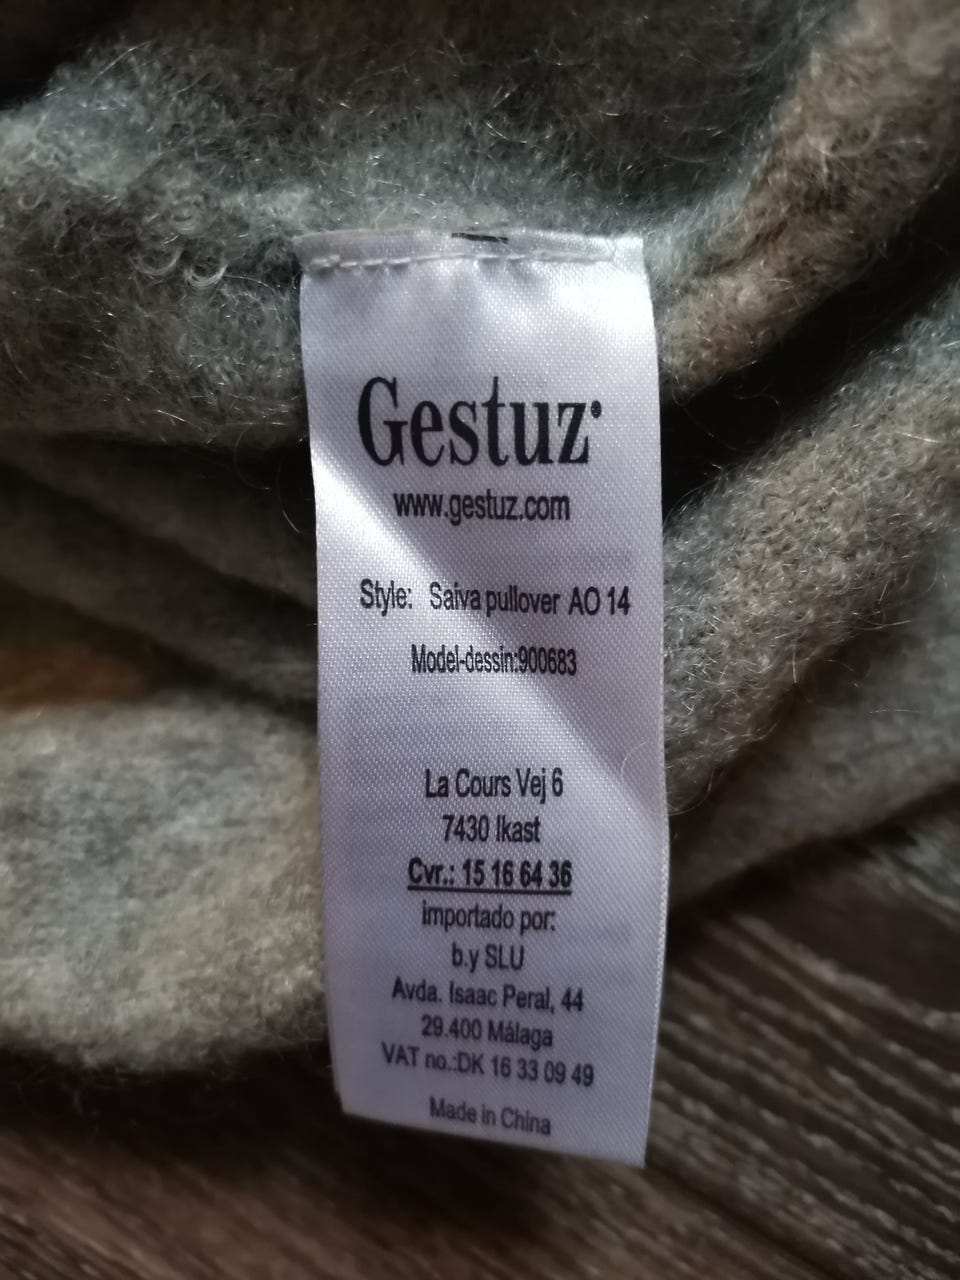 Gestuz
www.gestuz.com
Style: Saiva pullover AO 14
Model-dessin:900683
La Cours Vej 6
7430 Ikast
Cvr.: 15 16 64 36
importado por:
b.y SLU
Avda. Isaac Peral, 44
29.400 Málaga
VAT no.:DK 16 33 09 49
Made in China